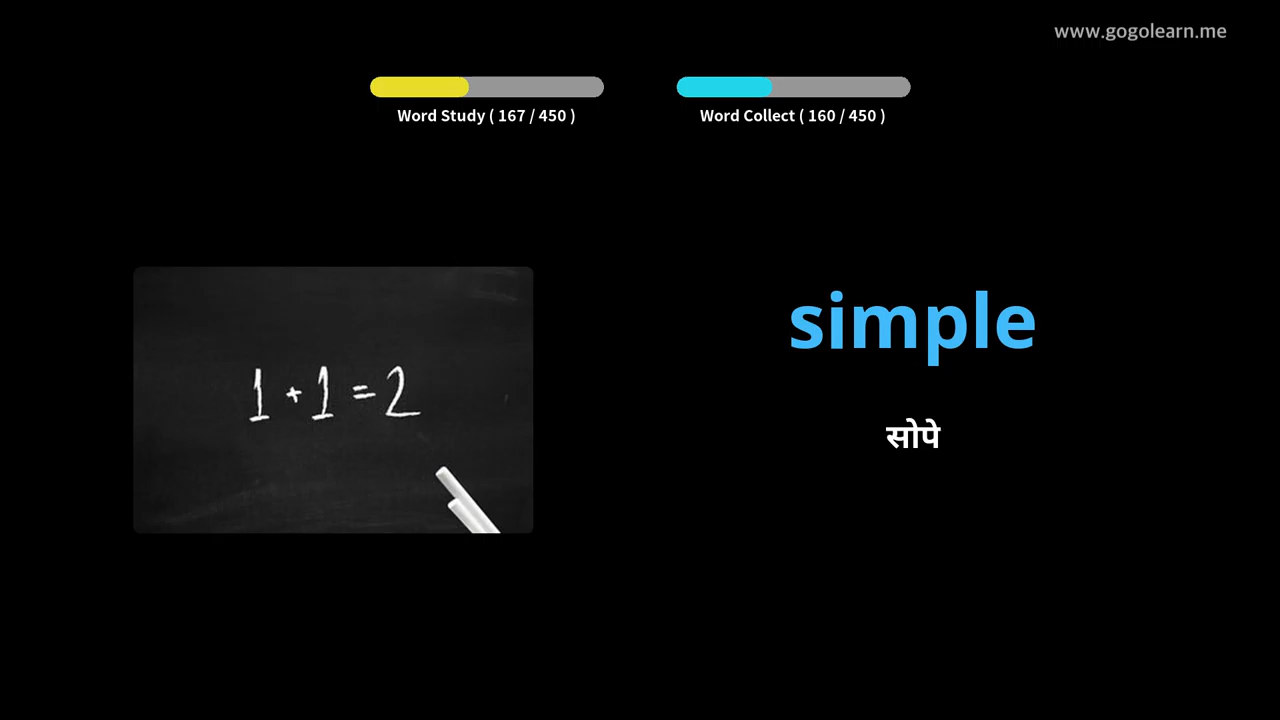 www.gogolearn.me
Word Study ( 167 / 450 )
Word Collect ( 160 / 450 )
simple
1 + 1 = 2
सोपे